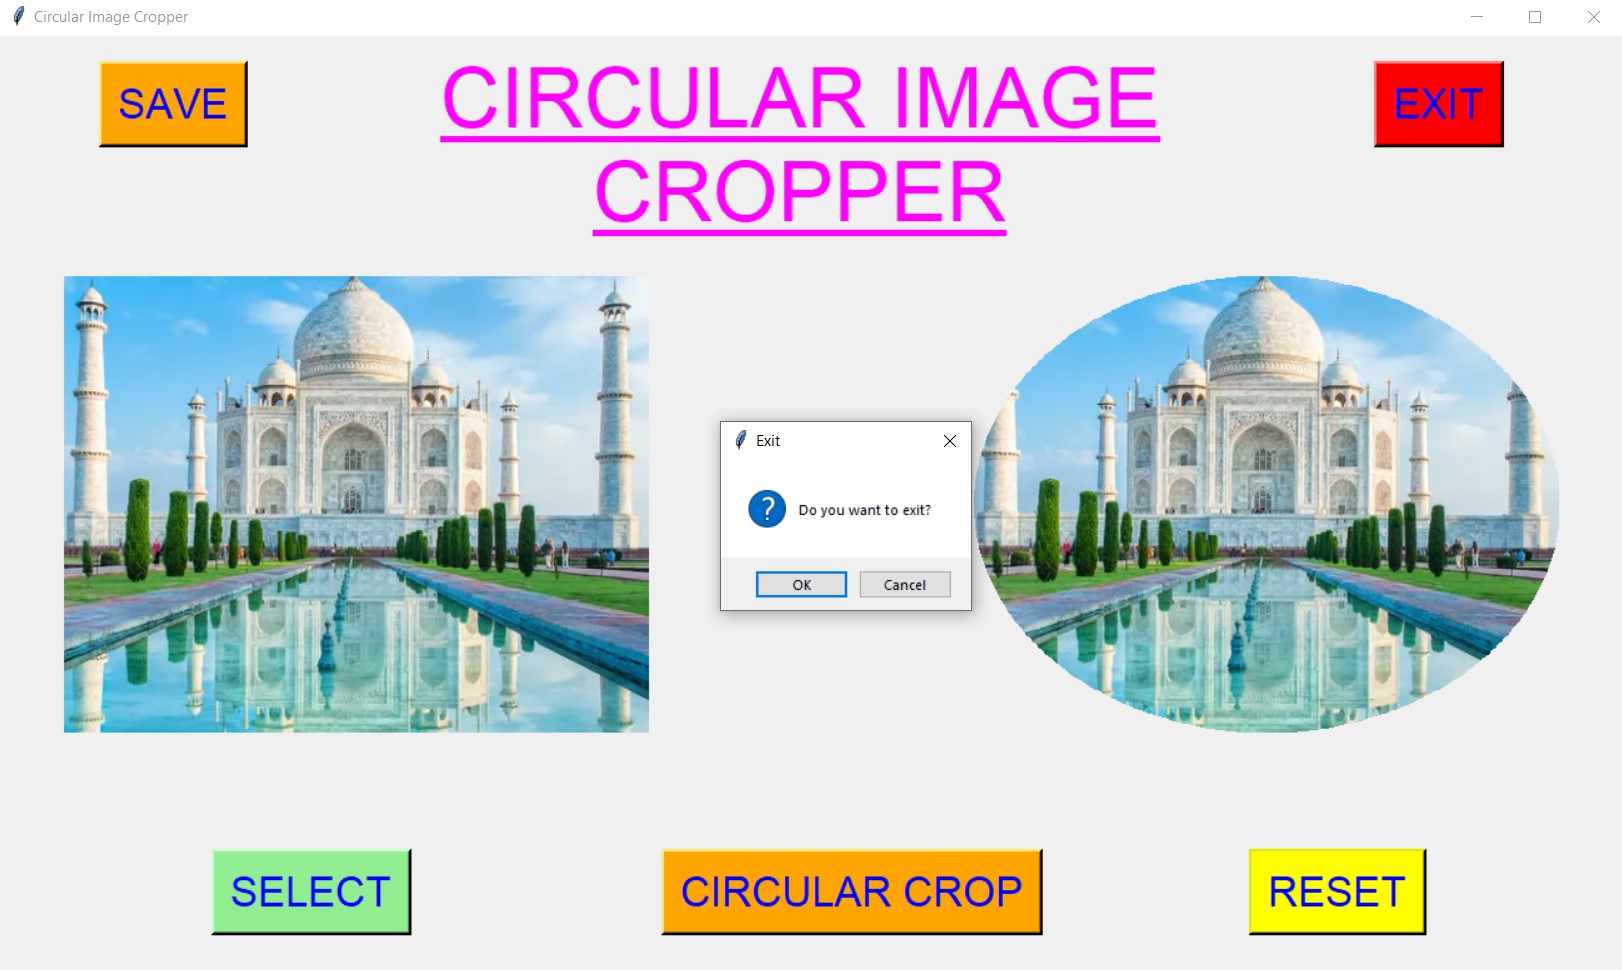 Circular Image Cropper
SAVE
CIRCULAR IMAGE
CROPPER
EXIT
Exit
? Do you want to exit?
OK Cancel
SELECT CIRCULAR CROP RESET